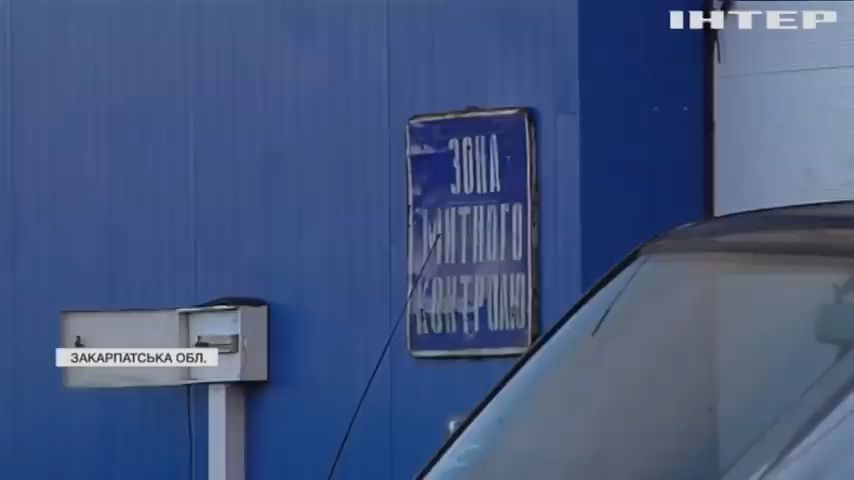 ІНТЕР
ЗОНА
МИТНОГО
КОНТРОЛЮ
ЗАКАРПАТСЬКА ОБЛ.